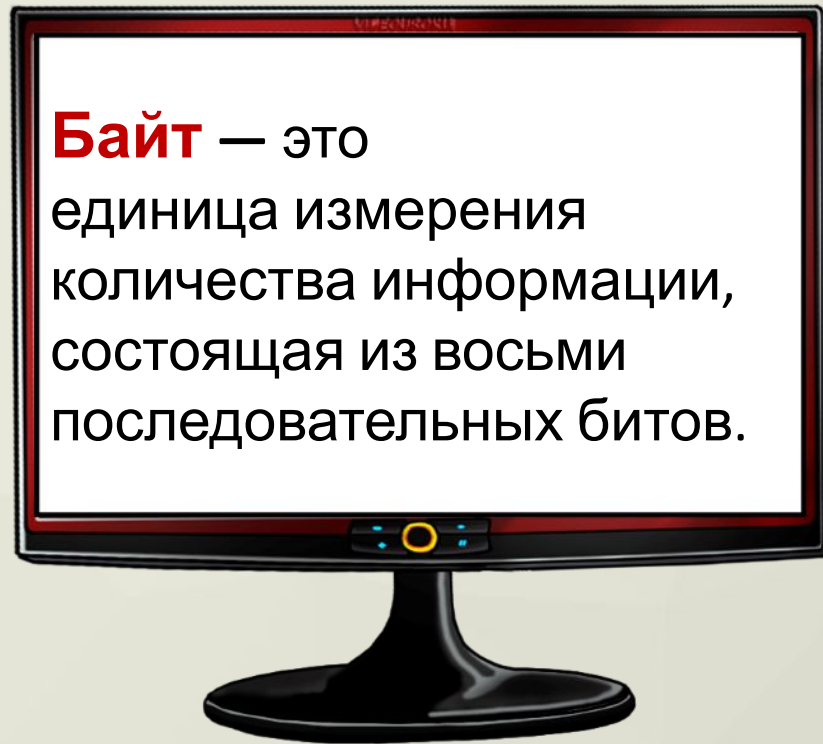 Байт — это
единица измерения
количества информации,
состоящая из восьми
последовательных битов.